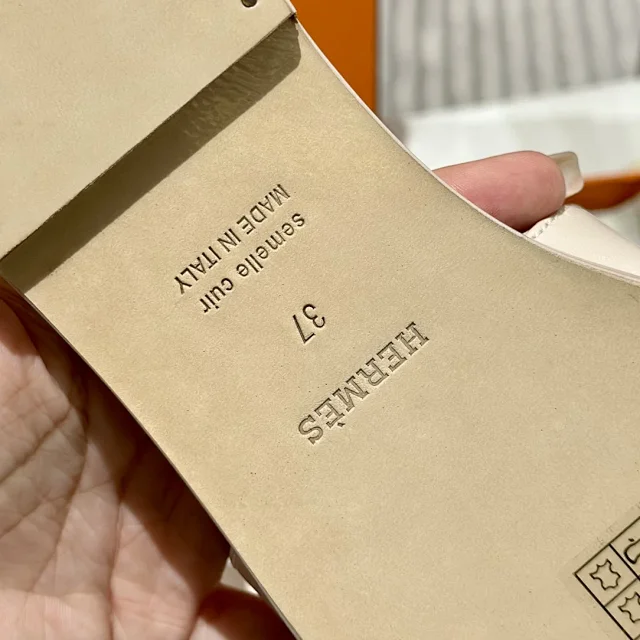 HERMÈS
37
semelle cuir
MADE IN ITALY